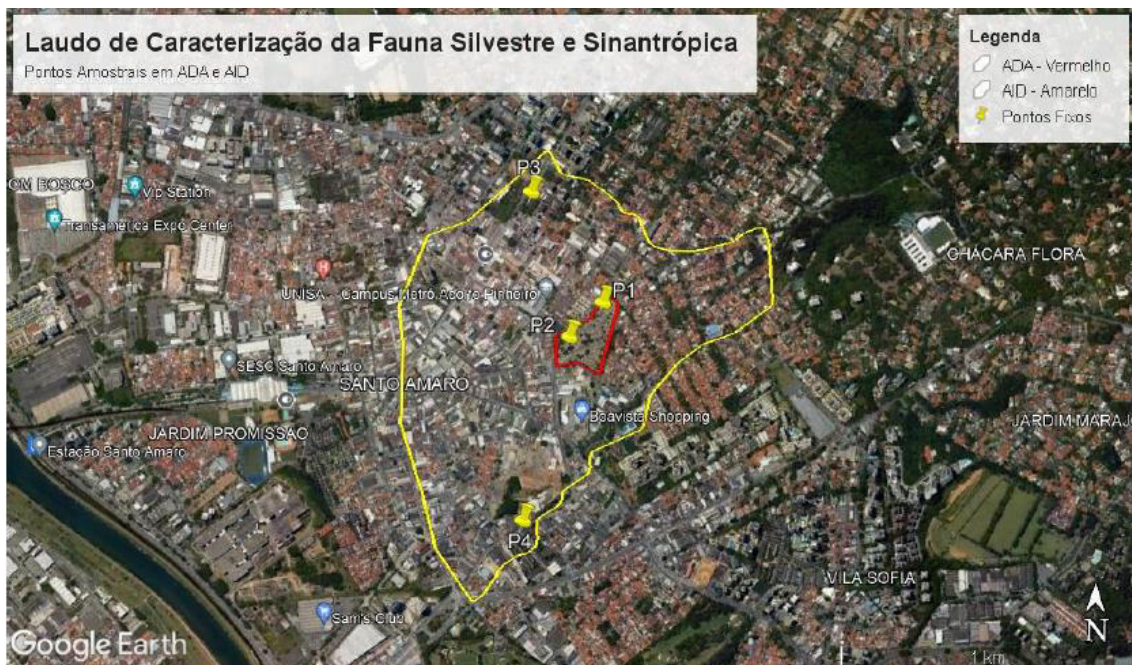 Laudo de Caracterização da Fauna Silvestre e Sinantrópica
Pontos Amostrais em ADA e AID
Legenda
ADA - Vermelho
AID - Amarelo
Pontos Fixos
P3
OM BOSCO
Vip Station
Transamerica Expo Center
CHÁCARA FLORA
UNISA - Campus Metrô Adolfo Pinheiro
P1
P2
SESC Santo Amaro
SANTO AMARO
Boavista Shopping
JARDIM PROMISSÃO
JARDIM MARAJO
Estação Santo Amaro
P4
VILA SOFIA
Sam's Club
Google Earth
N
1 km